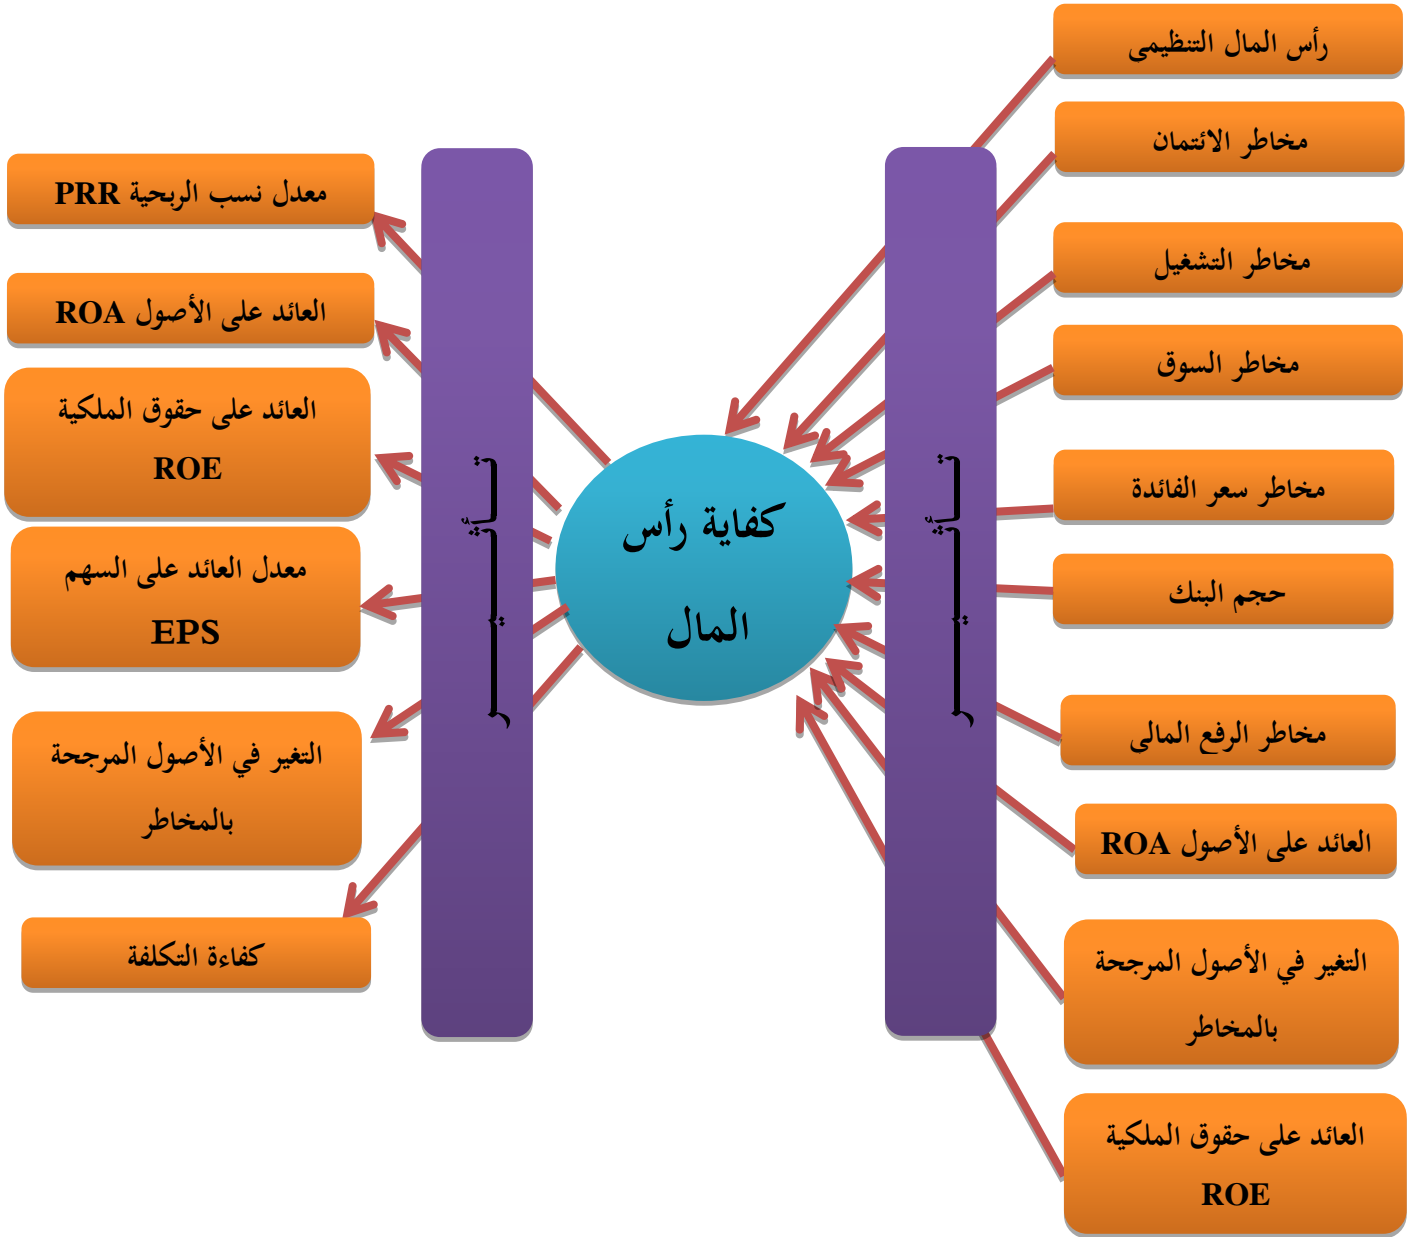 رأس المال التنظيمى
مخاطر الائتمان
مخاطر التشغيل
مخاطر السوق
مخاطر سعر الفائدة
حجم البنك
مخاطر الرفع المالى
العائد على الأصول ROA
التغير في الأصول المرجحة
بالمخاطر
العائد على حقوق الملكية
ROE
تــــأثـيـــــــر
كفاية رأس
المال
تــــأثـيـــــــر
معدل نسب الربحية PRR
العائد على الأصول ROA
العائد على حقوق الملكية
ROE
معدل العائد على السهم
EPS
التغير في الأصول المرجحة
بالمخاطر
كفاءة التكلفة